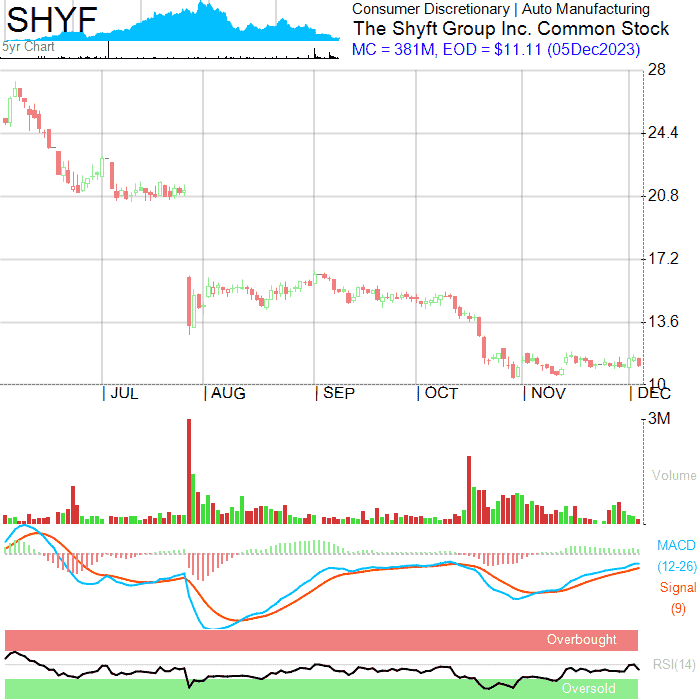 SHYF
5yr Chart
Consumer Discretionary | Auto Manufacturing
The Shyft Group Inc. Common Stock
MC = 381M, EOD = $11.11 (05Dec2023)
28
24.4
20.8
17.2
13.6
10
| JUL | AUG | SEP | OCT | NOV | DEC
3M
Volume
MACD
(12-26)
Signal
(9)
Overbought
RSI(14)
Oversold